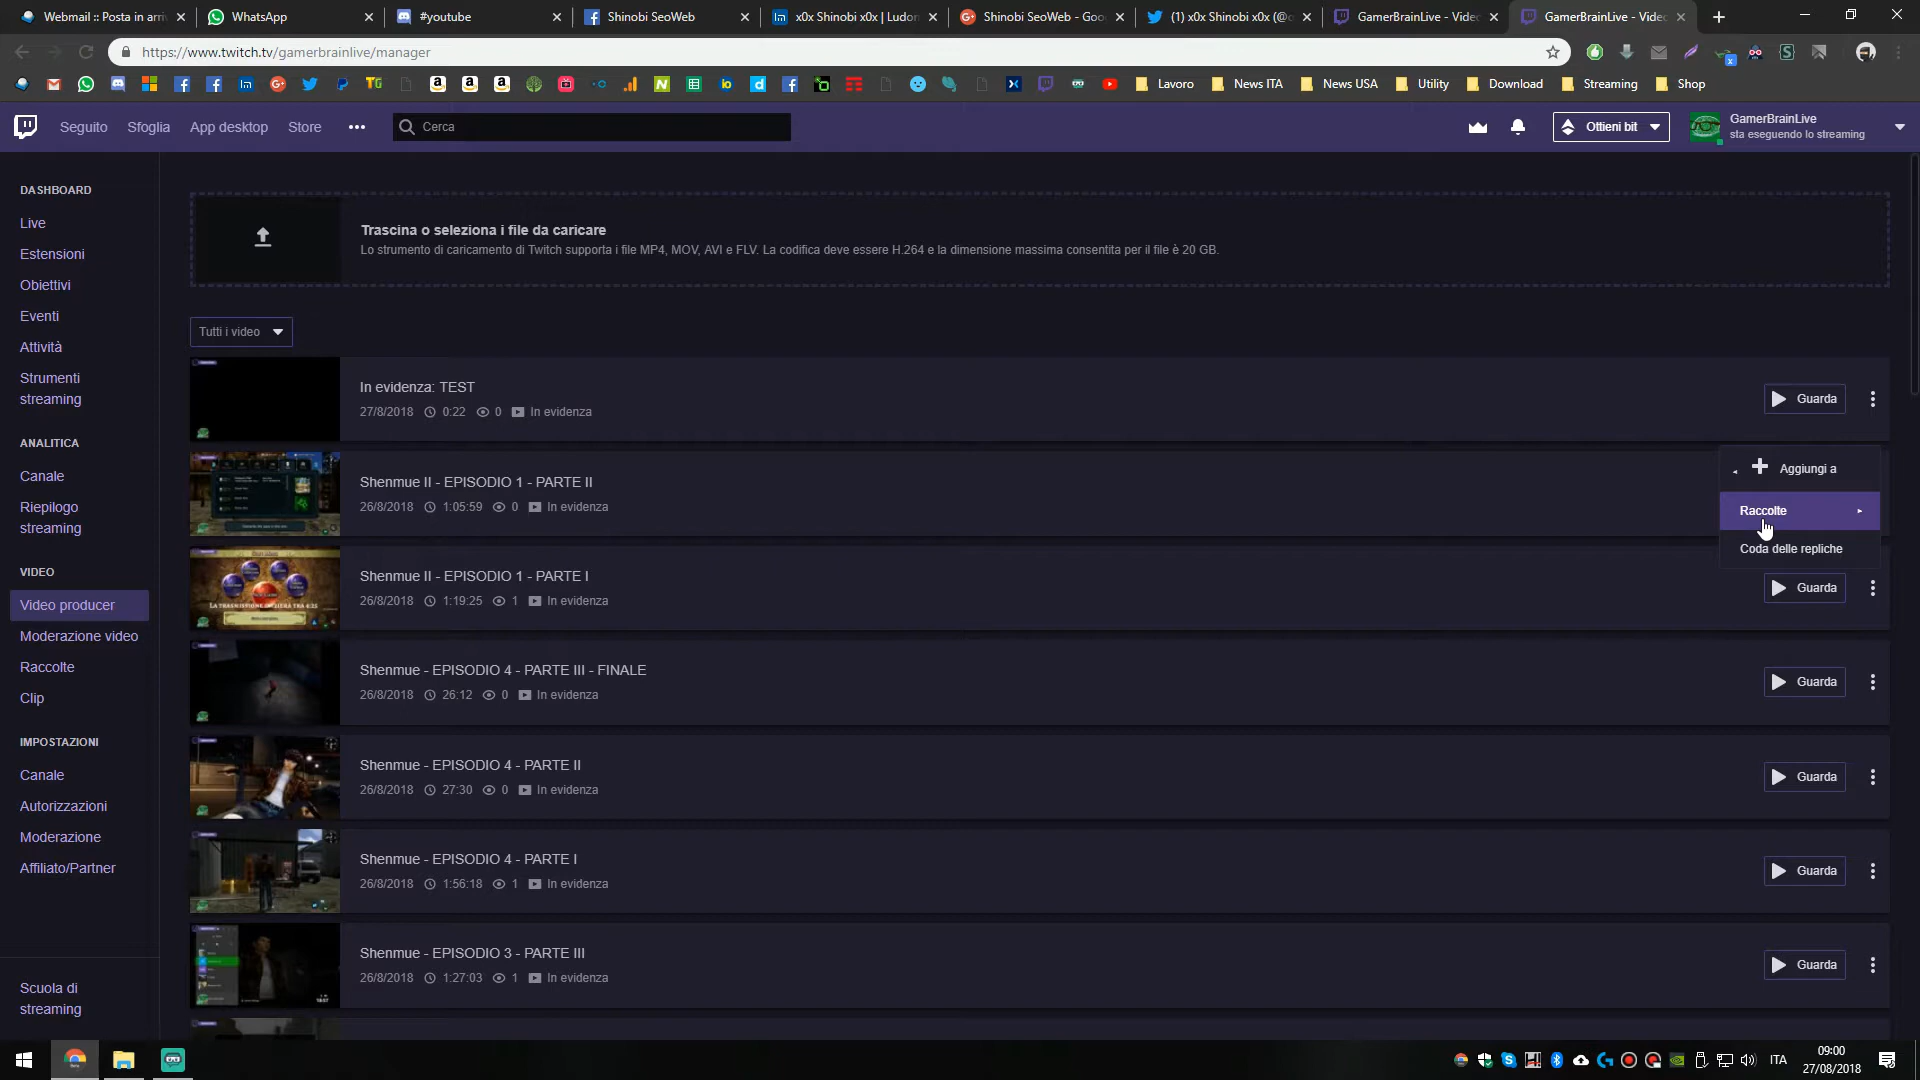 Webmail :: Posta in arri
WhatsApp
#youtube
Shinobi SeoWeb
x0x Shinobi x0x | Ludom
Shinobi SeoWeb - Goo
(1) x0x Shinobi x0x (@
GamerBrainLive - Vide
GamerBrainLive - Vide
https://www.twitch.tv/gamerbrainlive/manager
Lavoro
News ITA
News USA
Utility
Download
Streaming
Shop
Seguito
Sfoglia
App desktop
Store
Cerca
Ottieni bit
GamerBrainLive
sta eseguendo lo streaming
DASHBOARD
Live
Estensioni
Obiettivi
Eventi
Attività
Strumenti
streaming
ANALITICA
Canale
Riepilogo
streaming
VIDEO
Video producer
Moderazione video
Raccolte
Clip
IMPOSTAZIONI
Canale
Autorizzazioni
Moderazione
Affiliato/Partner
Scuola di
streaming
Trascina o seleziona i file da caricare
Lo strumento di caricamento di Twitch supporta i file MP4, MOV, AVI e FLV. La codifica deve essere H.264 e la dimensione massima consentita per il file è 20 GB.
Tutti i video
In evidenza: TEST
27/8/2018 0:22 0 In evidenza
Guarda
Shenmue II - EPISODIO 1 - PARTE II
26/8/2018 1:05:59 0 In evidenza
Aggiungi a
Raccolte
Coda delle repliche
Shenmue II - EPISODIO 1 - PARTE I
26/8/2018 1:19:25 1 In evidenza
Guarda
LA TRASMISSIONE INIZIERÀ TRA 4:25
Shenmue - EPISODIO 4 - PARTE III - FINALE
26/8/2018 26:12 0 In evidenza
Guarda
Shenmue - EPISODIO 4 - PARTE II
26/8/2018 27:30 0 In evidenza
Guarda
Shenmue - EPISODIO 4 - PARTE I
26/8/2018 1:56:18 1 In evidenza
Guarda
Shenmue - EPISODIO 3 - PARTE III
26/8/2018 1:27:03 1 In evidenza
Guarda
ITA
09:00
27/08/2018